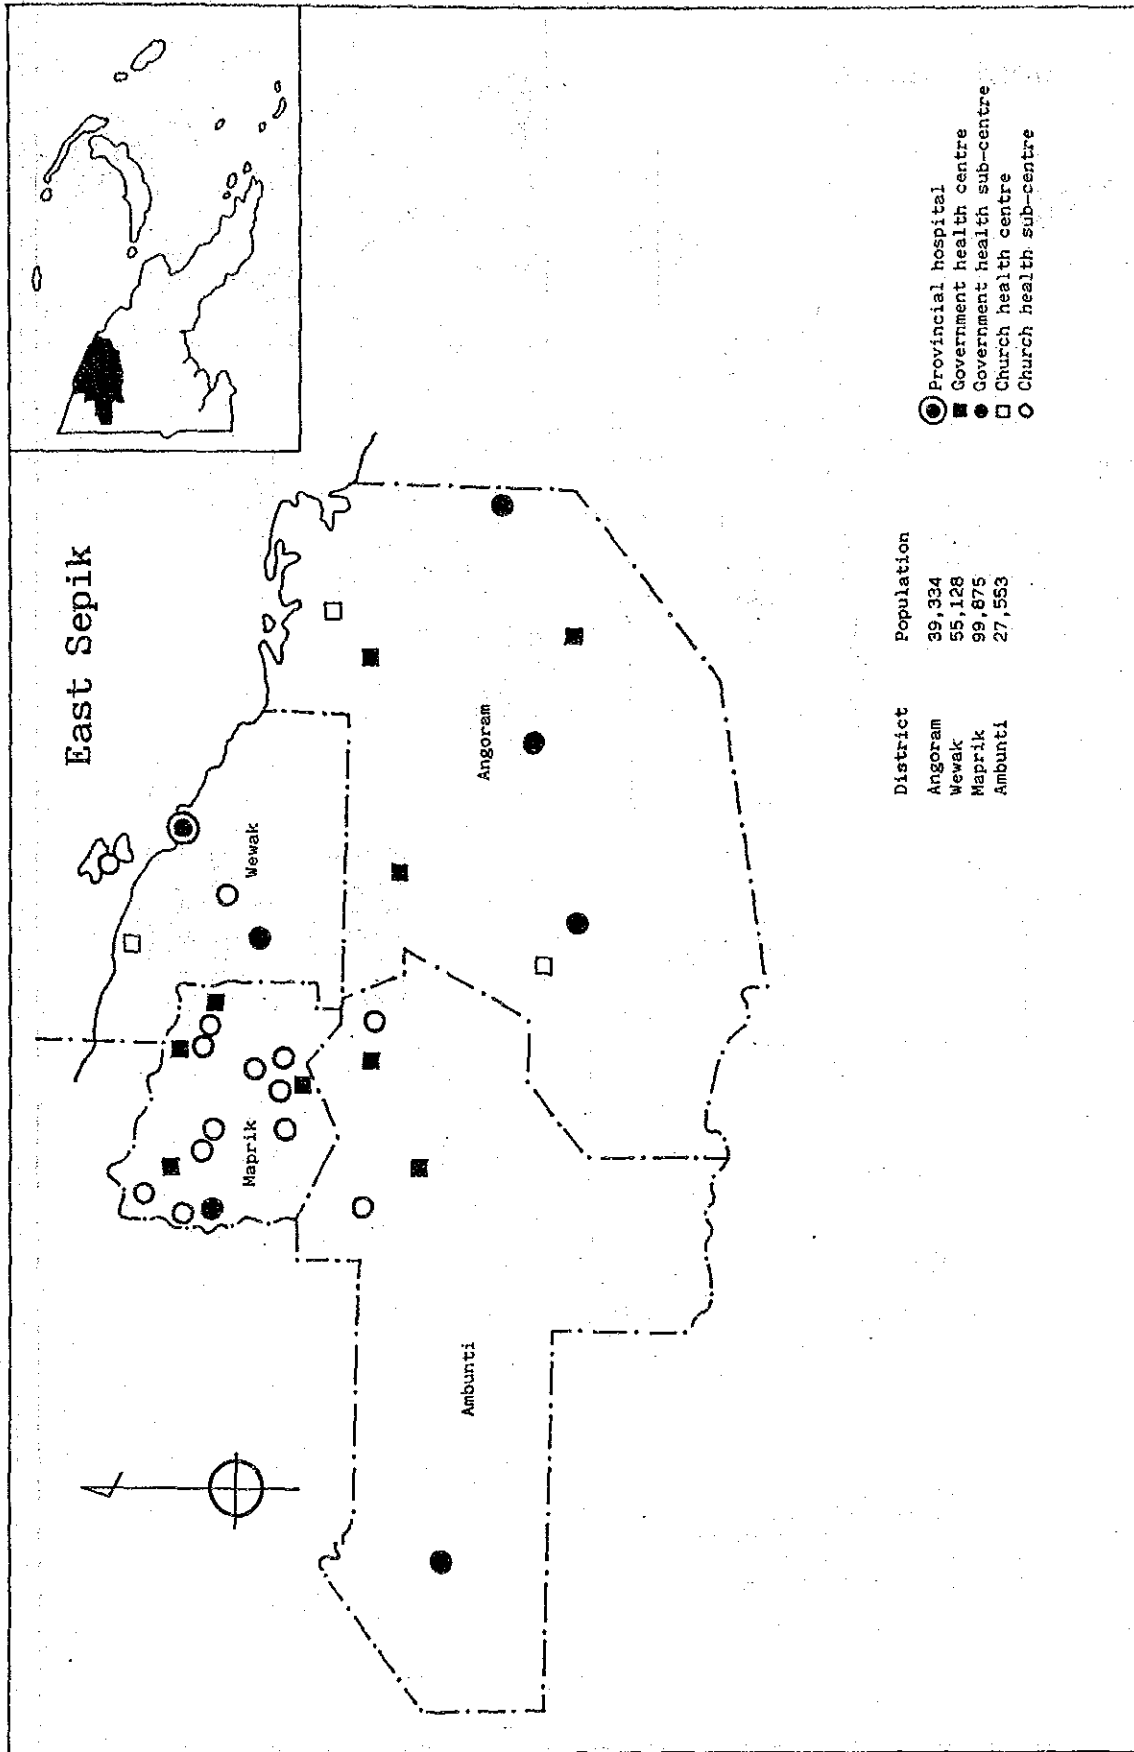 East Sepik
Wewak
Maprik
Angoram
Ambunti
District Population
Angoram 39,334
Wewak 55,128
Maprik 99,875
Ambunti 27,553
Provincial hospital
Government health centre
Government health sub-centre
Church health centre
Church health sub-centre